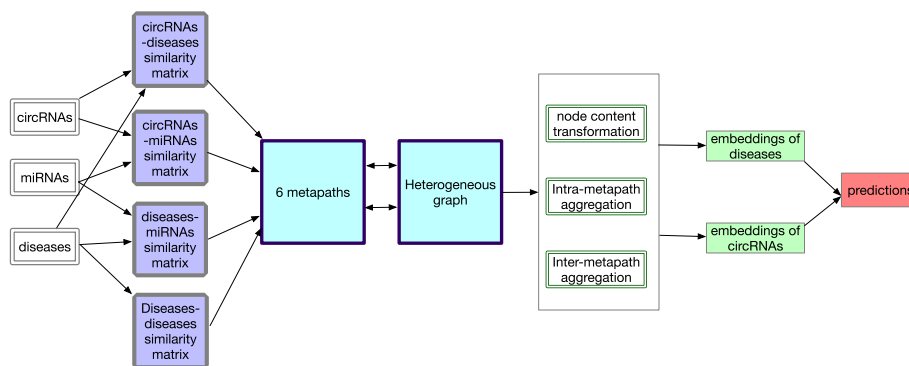 circRNAs
miRNAs
diseases
circRNAs
-diseases
similarity
matrix
circRNAs
-miRNAs
similarity
matrix
diseases-
miRNAs
similarity
matrix
Diseases-
diseases
similarity
matrix
6 metapaths
Heterogeneous
graph
node content
transformation
Intra-metapath
aggregation
Inter-metapath
aggregation
embeddings of
diseases
embeddings of
circRNAs
predictions